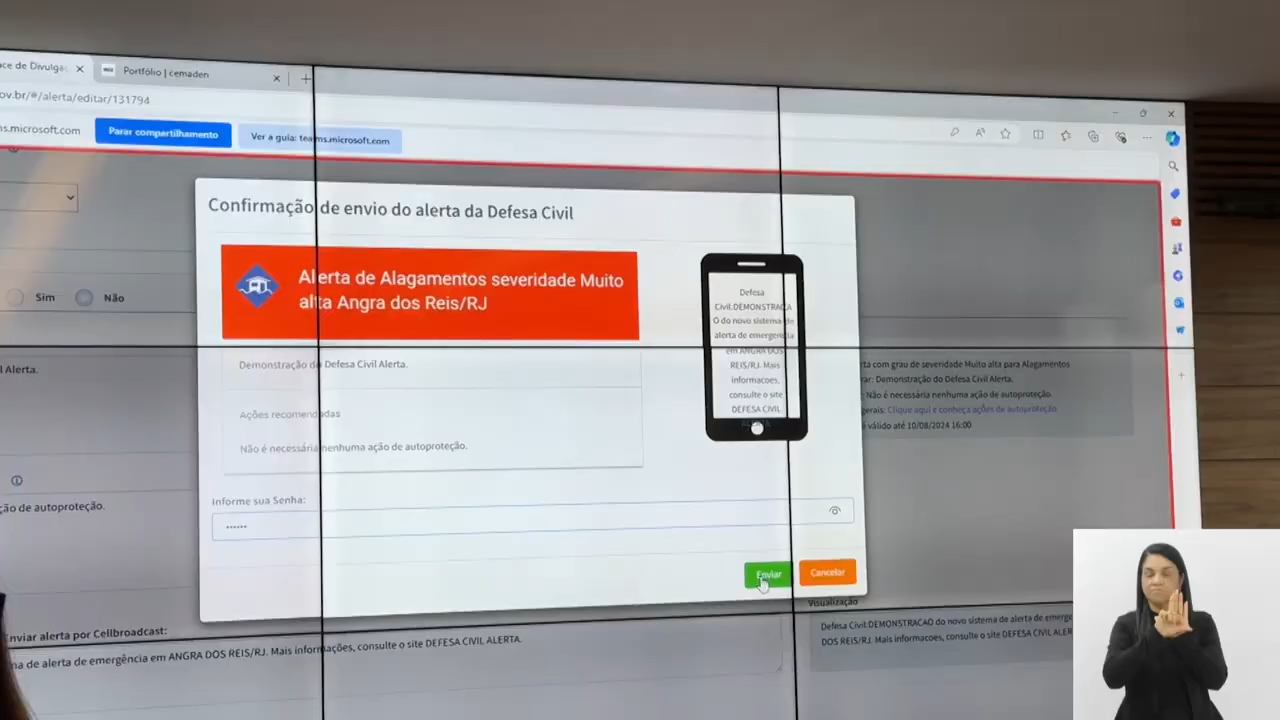 Portfólio | cemaden
ov.br/#/alerta/editar/131794
ns.microsoft.com
Parar compartilhamento
Ver a guia: teams.microsoft.com
Confirmação de envio do alerta da Defesa Civil
Alerta de Alagamentos severidade Muito
alta Angra dos Reis/RJ
Sim
Não
Defesa
Civil:DEMONSTRACA
O do novo sistema de
alerta de emergencia
em ANGRA DOS
REIS/RJ. Mais
informacoes,
consulte o site
DEFESA CIVIL
l Alerta.
Demonstração do Defesa Civil Alerta.
Ações recomendadas
Não é necessária nenhuma ação de autoproteção.
rta com grau de severidade Muito alta para Alagamentos
rar: Demonstração do Defesa Civil Alerta.
: Não é necessária nenhuma ação de autoproteção.
gerais: Clique aqui e conheça ações de autoproteção
é válido até 10/08/2024 16:00
ção de autoproteção.
Informe sua Senha:
••••••
Enviar
Cancelar
Enviar alerta por Cellbroadcast:
ma de alerta de emergência em ANGRA DOS REIS/RJ. Mais informações, consulte o site DEFESA CIVIL ALERTA.
Visualização
Defesa Civil:DEMONSTRACAO do novo sistema de alerta de emerge
DOS REIS/RJ. Mais informacoes, consulte o site DEFESA CIVIL ALER